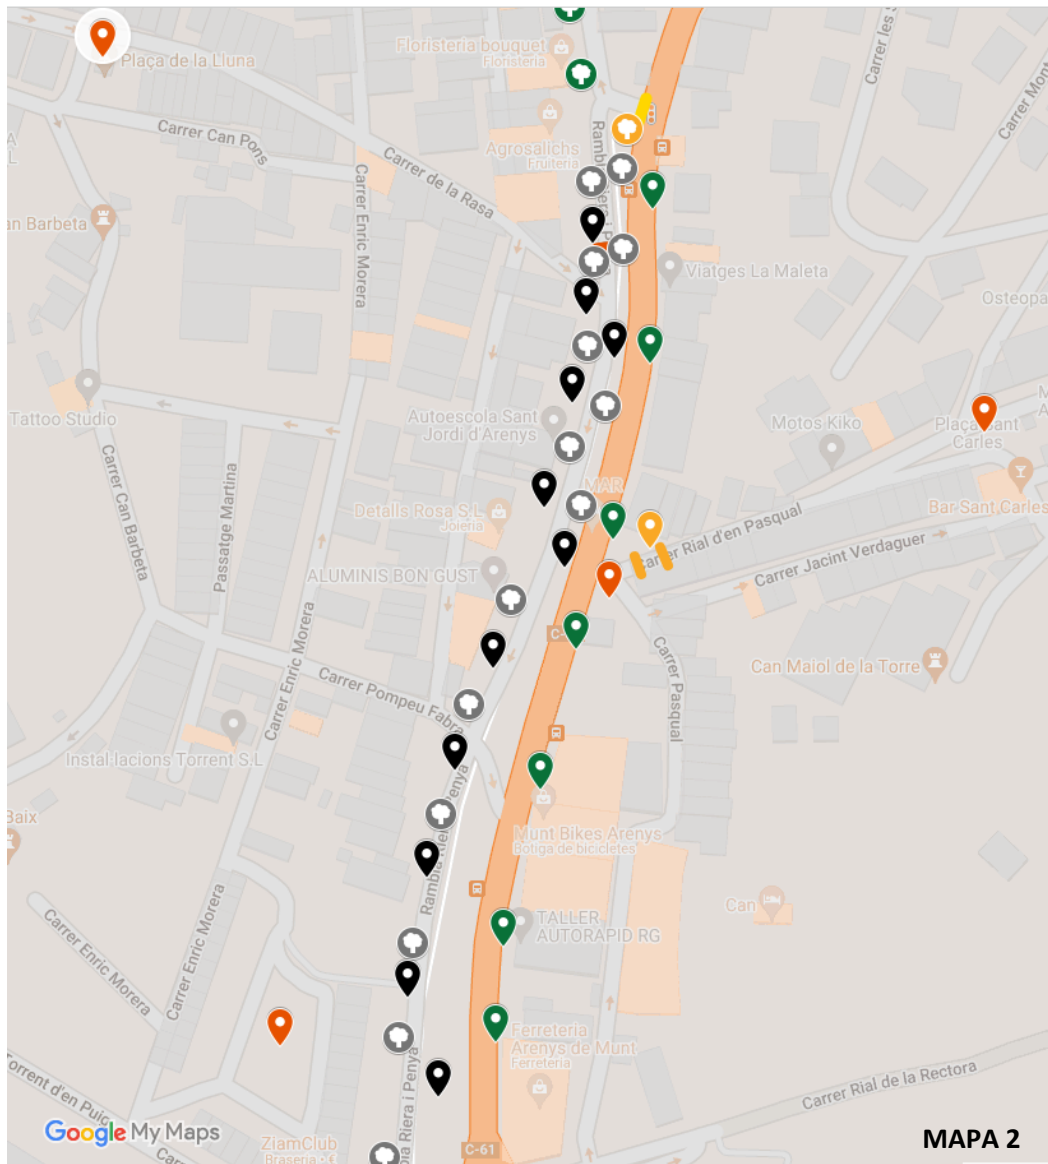 Floristeria bouquet
Floristeria
Carrer les
Plaça de la Lluna
Carrer Mont
Carrer Can Pons
Agrosalichs
Fruiteria
Carrer de la Rasa
an Barbeta
Carrer Enric Morera
Viatges La Maleta
Osteopa
Tattoo Studio
Autoescola Sant
Jordi d'Arenys
Motos Kiko
Plaça Sant
Carles
Carrer Can Barbeta
Passatge Martina
MAR
Detalls Rosa S.L
Joieria
Bar Sant Carles
Carrer Rial d'en Pasqual
Carrer Jacint Verdaguer
ALUMINIS BON GUST
Carrer Enric Morera
Carrer Pasqual
Can Maiol de la Torre
Carrer Pompeu Fabra
Instal·lacions Torrent S.L
Baix
Munt Bikes Arenys
Botiga de bicicletes
Carrer Enric Morera
Can
TALLER
AUTORAPID RG
Carrer Enric Morera
Ferreteria
Arenys de Munt
Ferreteria
Rambla Riera i Penya
Torrent d'en Puig
Carrer Rial de la Rectora
Google My Maps
ZiamClub
Braseria
C-61
MAPA 2